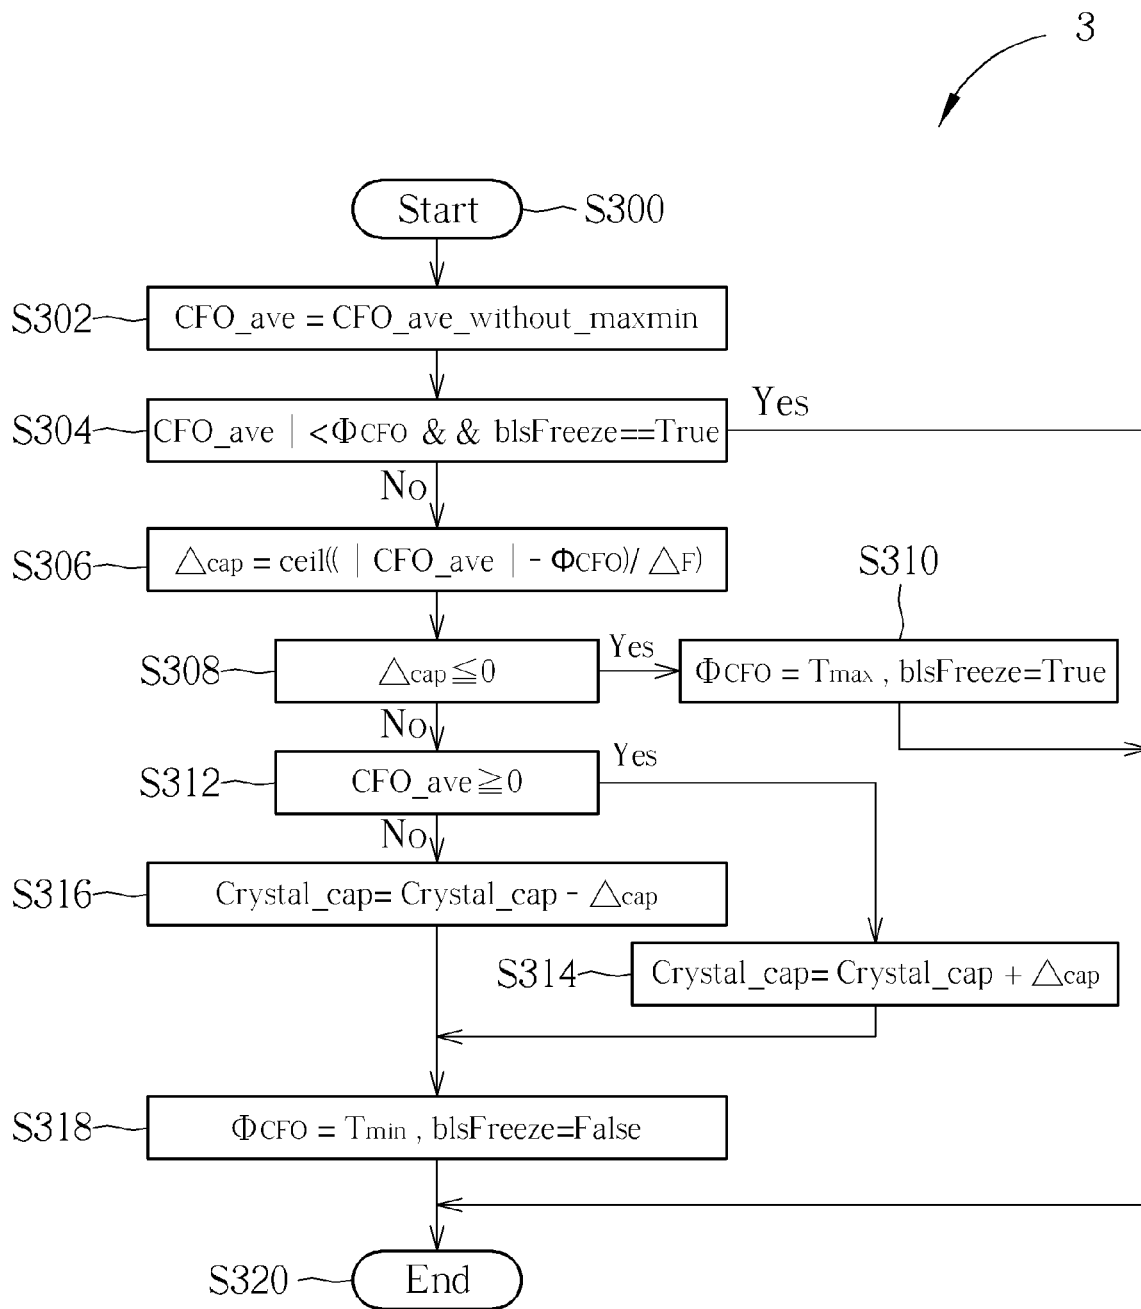 3
Start
S300
S302
CFO_ave = CFO_ave_without_maxmin
S304
CFO_ave | <ΦCFO & & blsFreeze==True
Yes
No
S306
△cap = ceil(( | CFO_ave | - ΦCFO)/ △F)
S310
S308
△cap≦0
Yes
ΦCFO = Tmax , blsFreeze=True
No
S312
CFO_ave≧0
Yes
No
S316
Crystal_cap= Crystal_cap - △cap
S314
Crystal_cap= Crystal_cap + △cap
S318
ΦCFO = Tmin , blsFreeze=False
S320
End